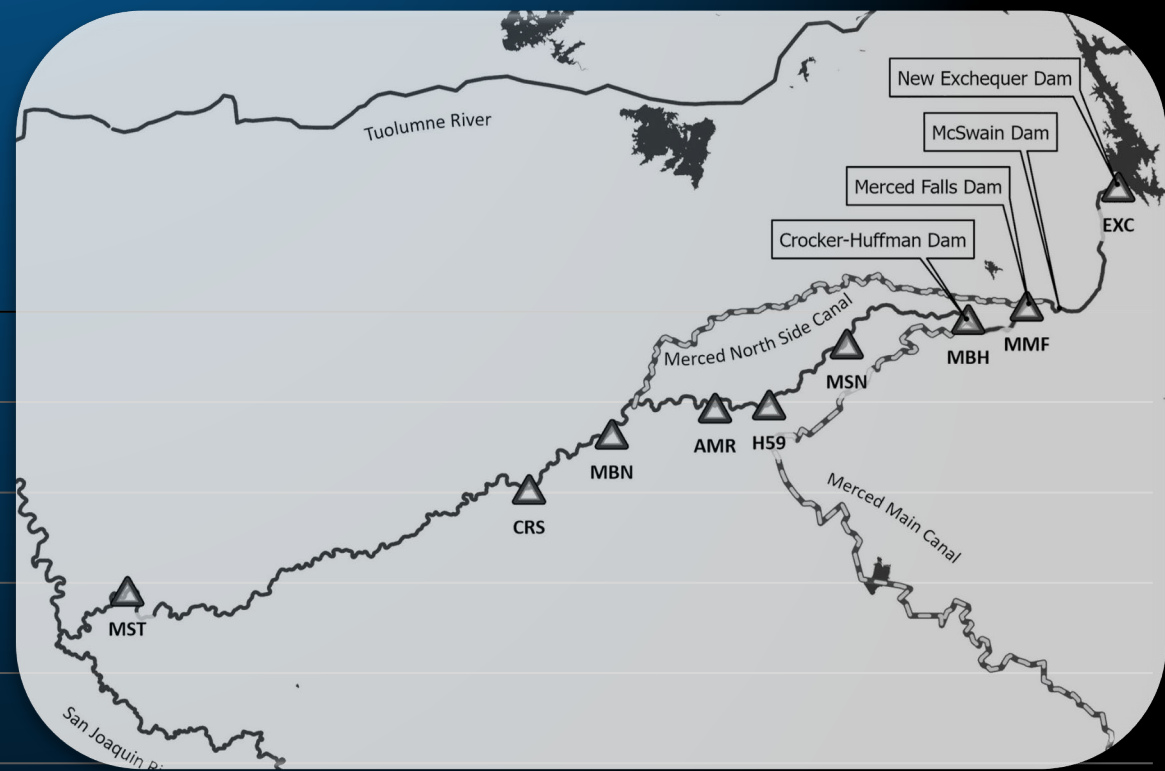 New Exchequer Dam
Tuolumne River
McSwain Dam
Merced Falls Dam
EXC
Crocker-Huffman Dam
Merced North Side Canal
MMF
MBH
MSN
AMR
H59
MBN
CRS
Merced Main Canal
MST
San Joaquin